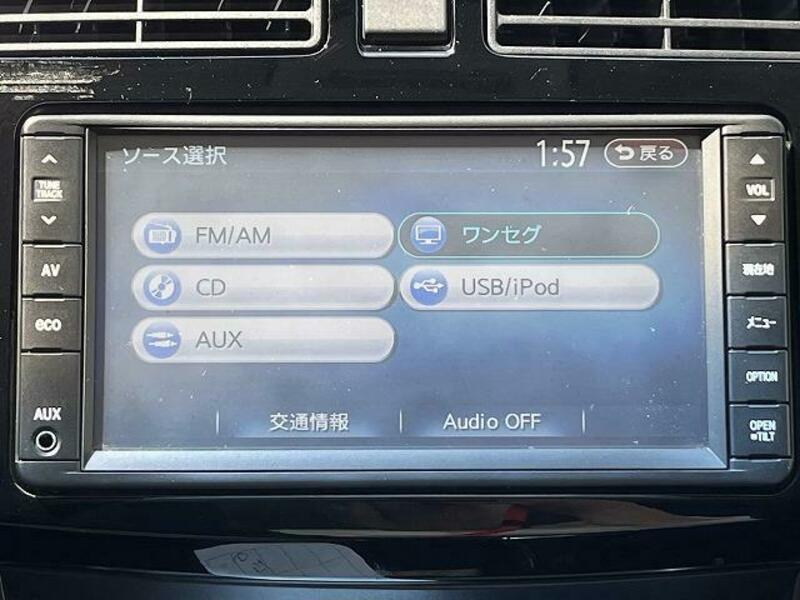 ソース選択 1:57 戻る
FM/AM ワンセグ
CD USB/iPod
AUX
交通情報 Audio OFF
TUNE
TRACK
AV
eco
AUX
VOL
現在地
メニュー
OPTION
OPEN
TILT